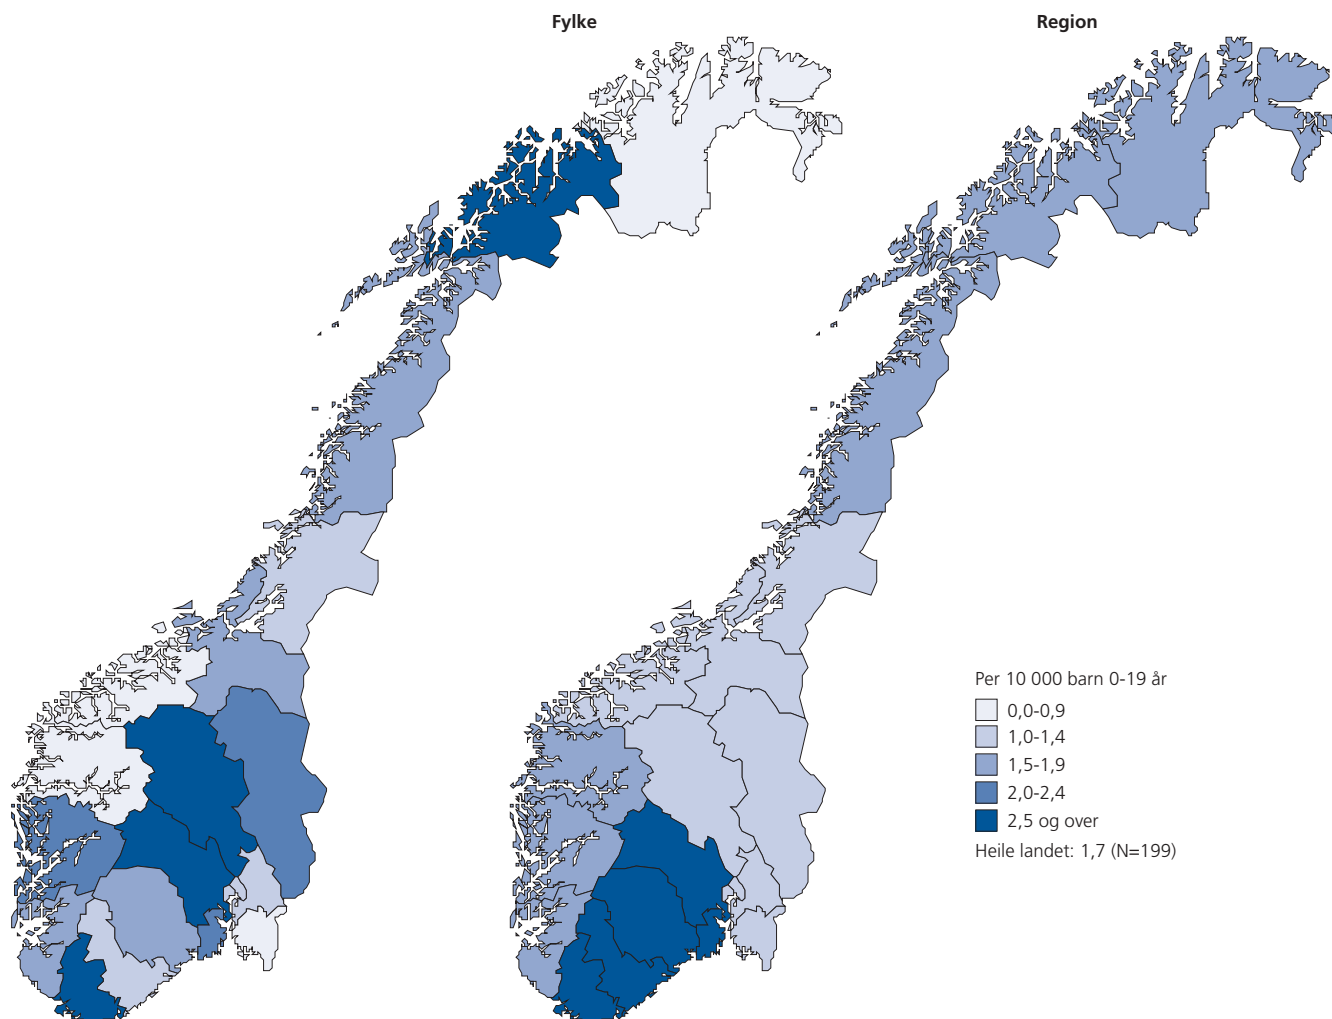 Fylke
Region
Per 10 000 barn 0-19 år
0,0-0,9
1,0-1,4
1,5-1,9
2,0-2,4
2,5 og over
Heile landet: 1,7 (N=199)